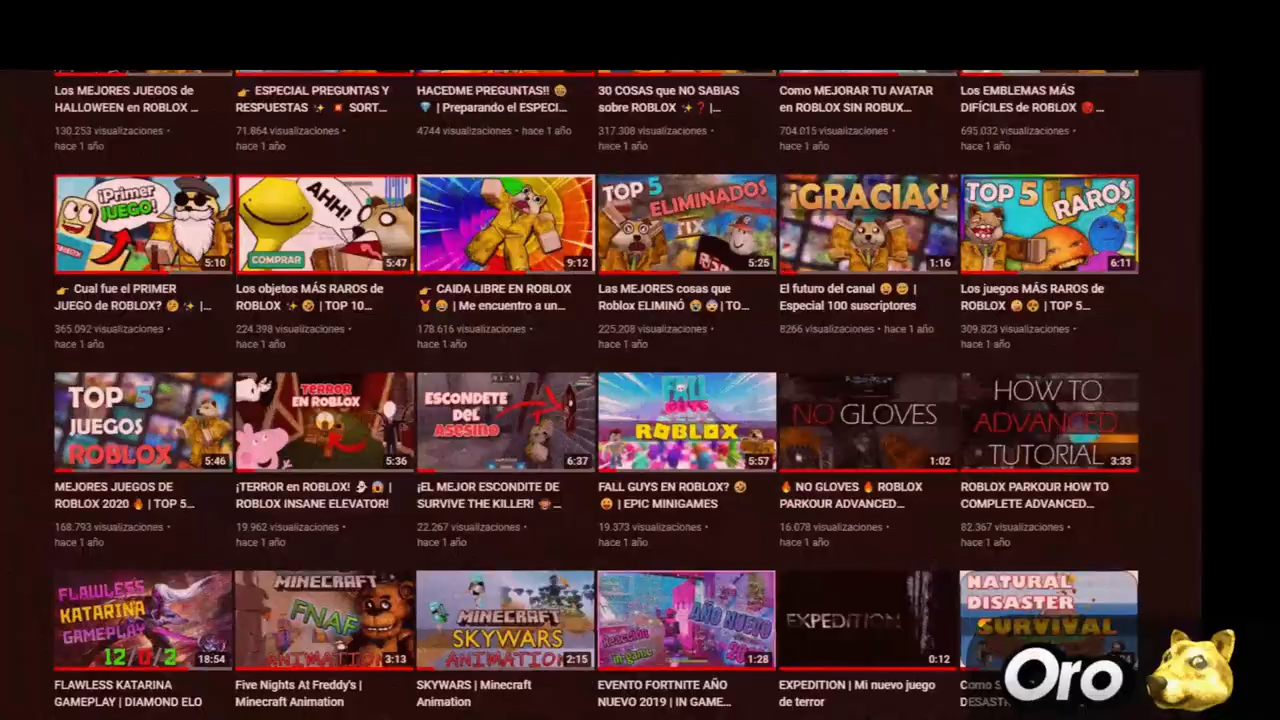 Los MEJORES JUEGOS de
HALLOWEEN en ROBLOX ...
130.253 visualizaciones •
hace 1 año
👉 ESPECIAL PREGUNTAS Y
RESPUESTAS ✨ 💥 SORT...
71.864 visualizaciones •
hace 1 año
HACEDME PREGUNTAS!! 🤩
💎 | Preparando el ESPECI...
4744 visualizaciones • hace 1 año
30 COSAS que NO SABIAS
sobre ROBLOX ✨❓ |...
317.308 visualizaciones •
hace 1 año
Como MEJORAR TU AVATAR
en ROBLOX SIN ROBUX...
704.015 visualizaciones •
hace 1 año
Los EMBLEMAS MÁS
DIFÍCILES de ROBLOX 😡 ...
695.032 visualizaciones •
hace 1 año
¡Primer
JUEGO!
5:10
AHH!
COMPRAR
5:47
9:12
TOP 5
ELIMINADOS
TIX
5:25
¡GRACIAS!
1:16
TOP 5
RAROS
6:11
👉 Cual fue el PRIMER
JUEGO de ROBLOX? 🤔 ✨ |...
365.092 visualizaciones •
hace 1 año
Los objetos MÁS RAROS de
ROBLOX ✨ 🤣 | TOP 10...
224.398 visualizaciones •
hace 1 año
👉 CAIDA LIBRE EN ROBLOX
🏅 😂 | Me encuentro a un...
178.616 visualizaciones •
hace 1 año
Las MEJORES cosas que
Roblox ELIMINÓ 😭 😨 | TO...
225.208 visualizaciones •
hace 1 año
El futuro del canal 😀 😅 |
Especial 100 suscriptores
8266 visualizaciones • hace 1 año
Los juegos MÁS RAROS de
ROBLOX 🤪 😍 | TOP 5...
309.823 visualizaciones •
hace 1 año
TOP 5
JUEGOS
ROBLOX
5:46
TERROR
EN ROBLOX
5:36
ESCONDETE
DEL
ASESINO
6:37
FALL
GUYS
ROBLOX
5:57
NO GLOVES
1:02
HOW TO
ADVANCED
TUTORIAL
3:33
MEJORES JUEGOS DE
ROBLOX 2020 🔥 | TOP 5...
168.793 visualizaciones •
hace 1 año
¡TERROR en ROBLOX! 👻 😱 |
ROBLOX INSANE ELEVATOR!
19.962 visualizaciones •
hace 1 año
¡EL MEJOR ESCONDITE DE
SURVIVE THE KILLER! 🐵...
22.267 visualizaciones •
hace 1 año
FALL GUYS EN ROBLOX? 🤣
😄 | EPIC MINIGAMES
19.373 visualizaciones •
hace 1 año
🔥 NO GLOVES 🔥 ROBLOX
PARKOUR ADVANCED...
16.078 visualizaciones •
hace 1 año
ROBLOX PARKOUR HOW TO
COMPLETE ADVANCED...
82.367 visualizaciones •
hace 1 año
FLAWLESS
KATARINA
GAMEPLAY
12/0/2
18:54
MINECRAFT
FNAF
ANIMATION
3:13
MINECRAFT
SKYWARS
ANIMATION
2:15
AÑO NUEVO
Reacción
in-game
1:28
EXPEDITION
0:12
NATURAL
DISASTER
SURVIVAL
FLAWLESS KATARINA
GAMEPLAY | DIAMOND ELO
Five Nights At Freddy's |
Minecraft Animation
SKYWARS | Minecraft
Animation
EVENTO FORTNITE AÑO
NUEVO 2019 | IN GAME...
EXPEDITION | Mi nuevo juego
de terror
Oro